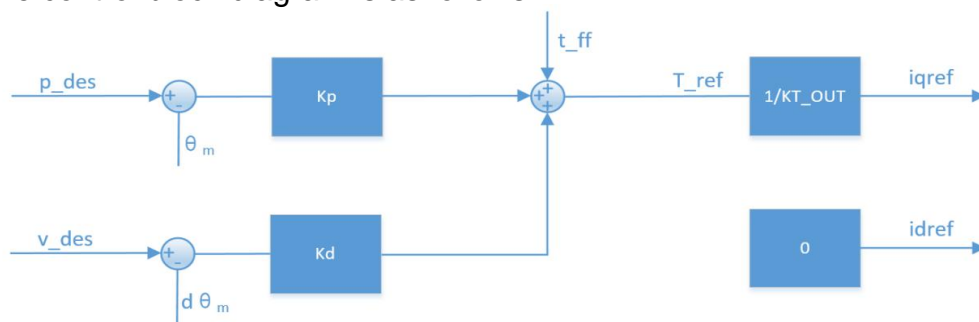 t_ff
p_des
Kp
T_ref
1/KT_OUT
iqref
+
-
+
+
+
θ m
v_des
Kd
0
idref
+
-
d θ m